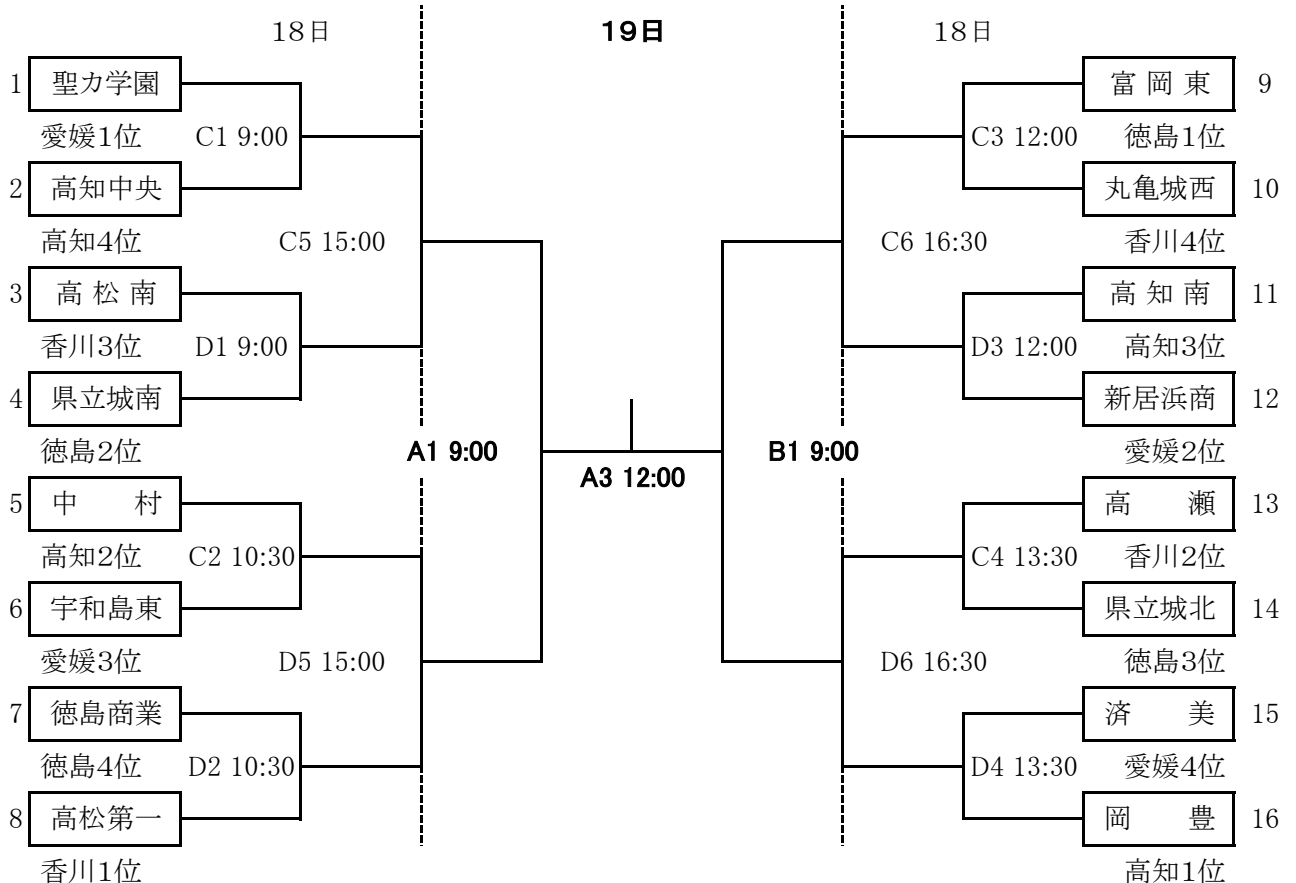 18日
19日
18日
1 聖カ学園
愛媛1位 C1 9:00
2 高知中央
高知4位 C5 15:00
3 高松南
香川3位 D1 9:00
4 県立城南
徳島2位
A1 9:00
5 中村
高知2位 C2 10:30
6 宇和島東
愛媛3位 D5 15:00
7 徳島商業
徳島4位 D2 10:30
8 高松第一
香川1位
A3 12:00
富岡東 9
C3 12:00 徳島1位
丸亀城西 10
C6 16:30 香川4位
高知南 11
D3 12:00 高知3位
新居浜商 12
B1 9:00 愛媛2位
高瀬 13
C4 13:30 香川2位
県立城北 14
D6 16:30 徳島3位
済美 15
D4 13:30 愛媛4位
岡豊 16
高知1位